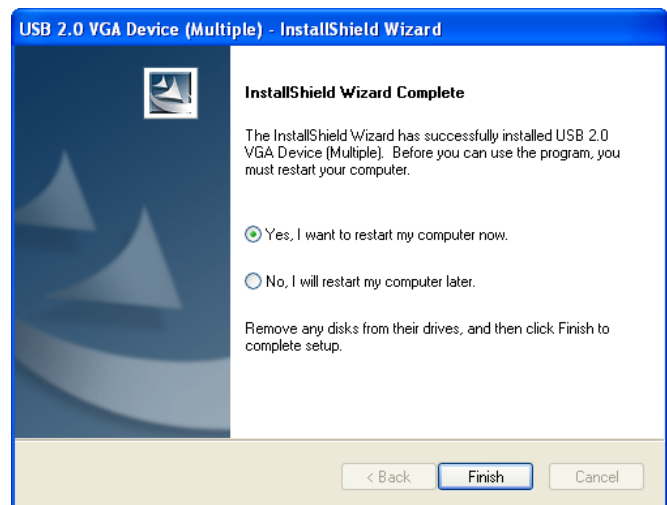 USB 2.0 VGA Device (Multiple) - InstallShield Wizard
InstallShield Wizard Complete
The InstallShield Wizard has successfully installed USB 2.0
VGA Device (Multiple). Before you can use the program, you
must restart your computer.
Yes, I want to restart my computer now.
No, I will restart my computer later.
Remove any disks from their drives, and then click Finish to
complete setup.
< Back Finish Cancel